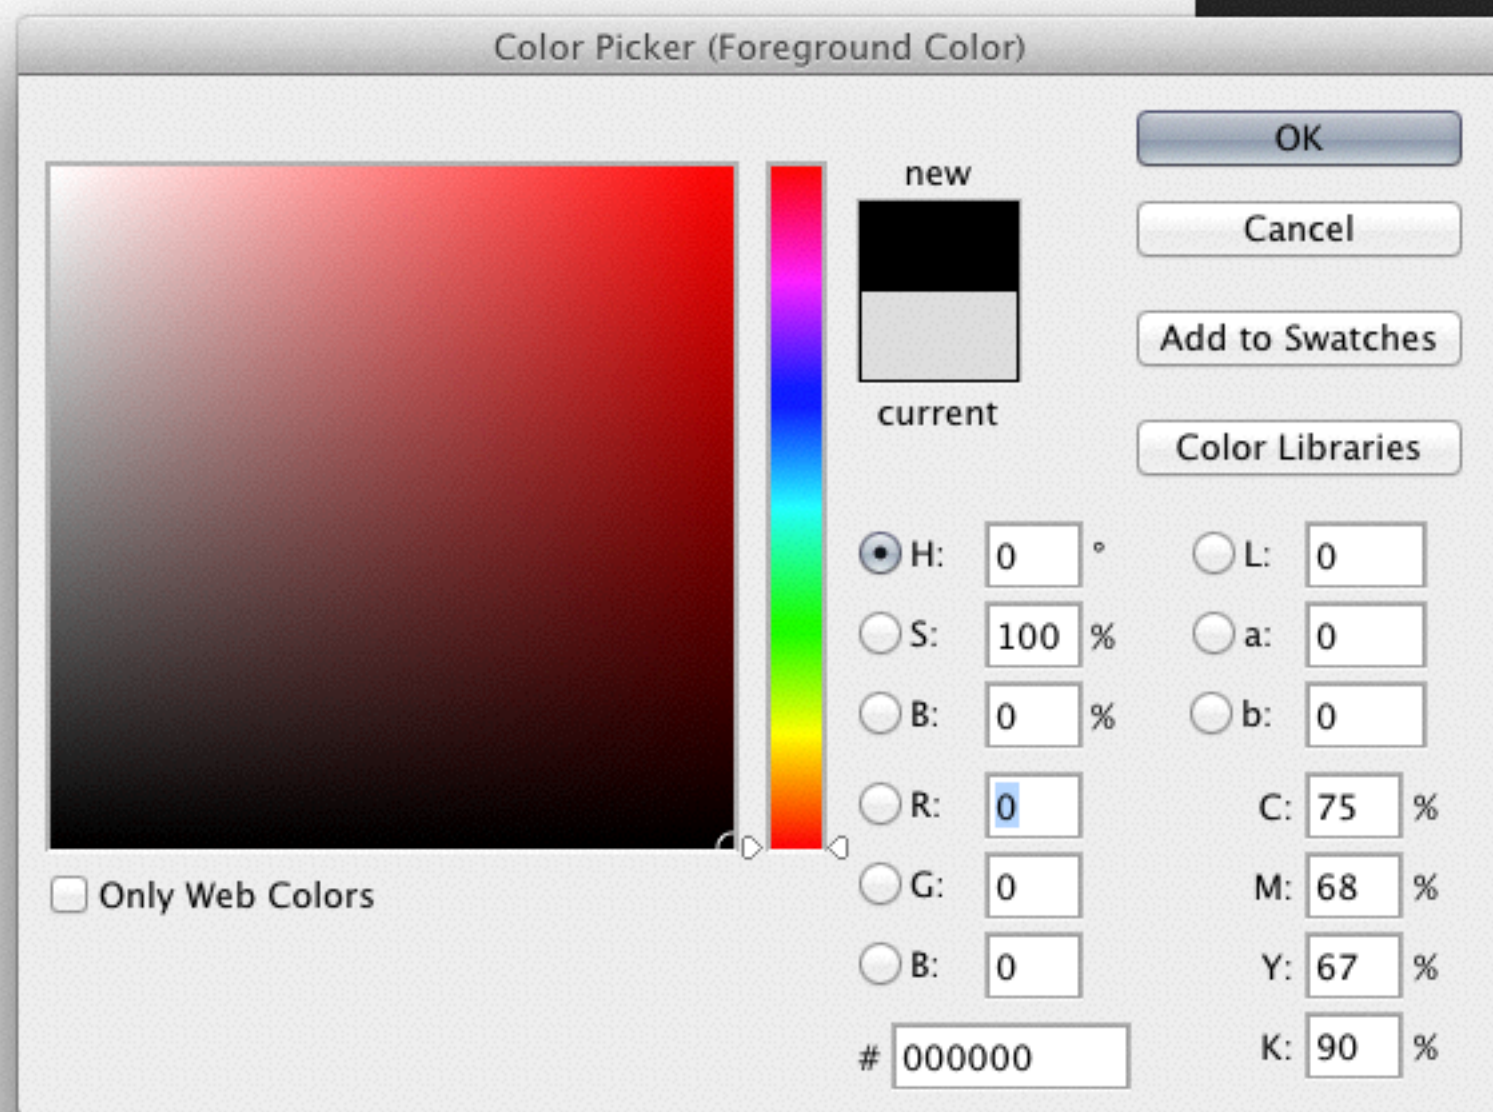 Color Picker (Foreground Color)
OK
new
Cancel
Add to Swatches
current
Color Libraries
H: 0 ° L: 0
S: 100 % a: 0
B: 0 % b: 0
R: 0 C: 75 %
Only Web Colors G: 0 M: 68 %
B: 0 Y: 67 %
# 000000 K: 90 %